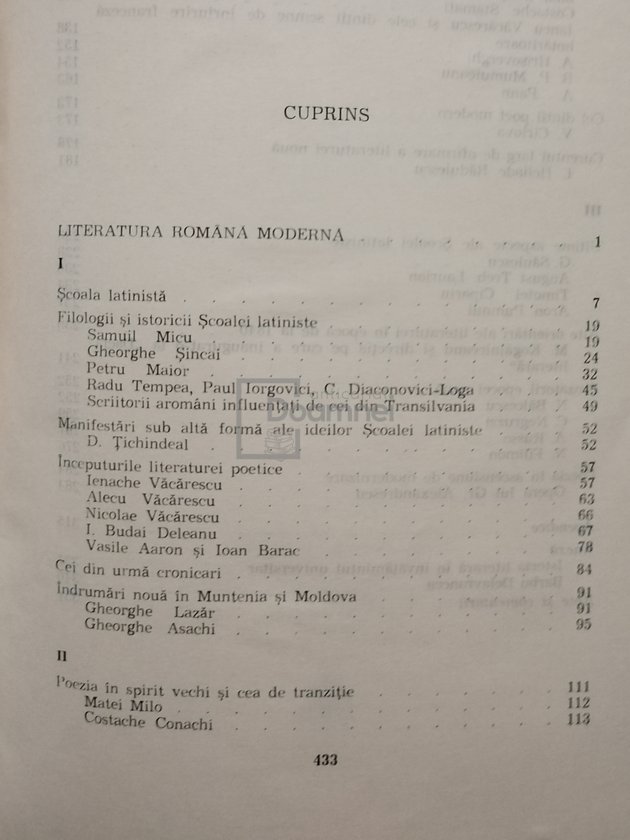 CUPRINS
LITERATURA ROMÂNĂ MODERNĂ . . . . . . . 1
I
Școala latinistă . . . . . . . . . . . . 7
Filologii și istoricii Școalei latiniste . . . . . . . 19
Samuil Micu . . . . . . . . . . . . 19
Gheorghe Șincai . . . . . . . . . . . 24
Petru Maior . . . . . . . . . . . . 32
Radu Tempea, Paul Iorgovici, C. Diaconovici-Loga . . 45
Scriitorii aromâni influențați de cei din Transilvania . . 49
Manifestări sub altă formă ale ideilor Școalei latiniste . . 52
D. Țichindeal . . . . . . . . . . . 52
Începuturile literaturei poetice . . . . . . . . 57
Ienache Văcărescu . . . . . . . . . . 57
Alecu Văcărescu . . . . . . . . . . 63
Nicolae Văcărescu . . . . . . . . . . 66
I. Budai Deleanu . . . . . . . . . . 67
Vasile Aaron și Ioan Barac . . . . . . . . 78
Cei din urmă cronicari . . . . . . . . . . 84
Îndrumări nouă în Muntenia și Moldova . . . . . 91
Gheorghe Lazăr . . . . . . . . . . . 91
Gheorghe Asachi . . . . . . . . . . . 95
II
Poezia în spirit vechi și cea de tranziție . . . . . 111
Matei Milo . . . . . . . . . . . . 112
Costache Conachi . . . . . . . . . . 113
433